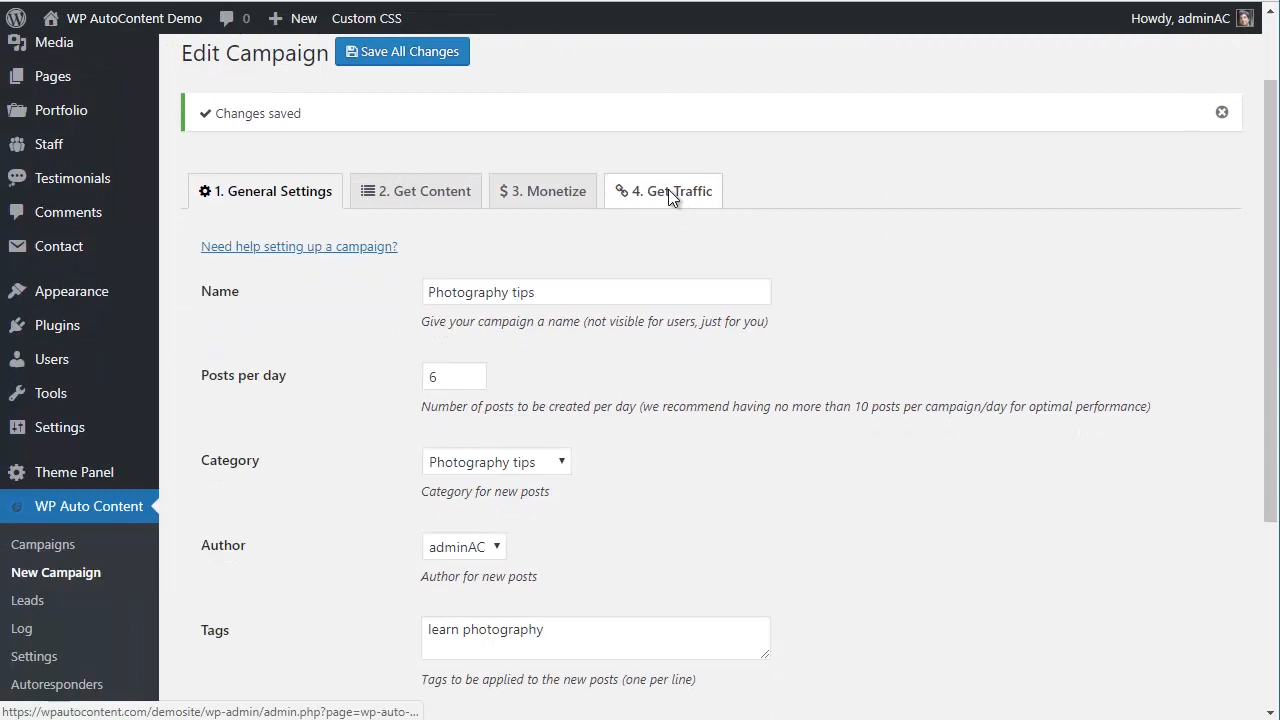 WP AutoContent Demo
0
New
Custom CSS
Howdy, adminAC
Media
Pages
Portfolio
Staff
Testimonials
Comments
Contact
Appearance
Plugins
Users
Tools
Settings
Theme Panel
WP Auto Content
Campaigns
New Campaign
Leads
Log
Settings
Autoresponders
Edit Campaign
Save All Changes
Changes saved
1. General Settings
2. Get Content
$ 3. Monetize
4. Get Traffic
Need help setting up a campaign?
Name
Photography tips
Give your campaign a name (not visible for users, just for you)
Posts per day
6
Number of posts to be created per day (we recommend having no more than 10 posts per campaign/day for optimal performance)
Category
Photography tips
Category for new posts
Author
adminAC
Author for new posts
Tags
learn photography
Tags to be applied to the new posts (one per line)
https://wpautocontent.com/demosite/wp-admin/admin.php?page=wp-auto-...